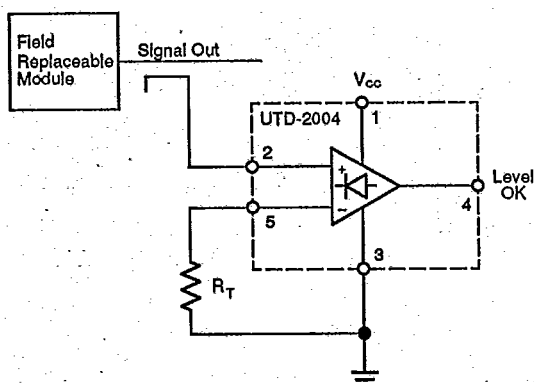 Field
Replaceable
Module
Signal Out
Vcc
UTD-2004
1
2
+
Level
OK
4
–
5
3
RT